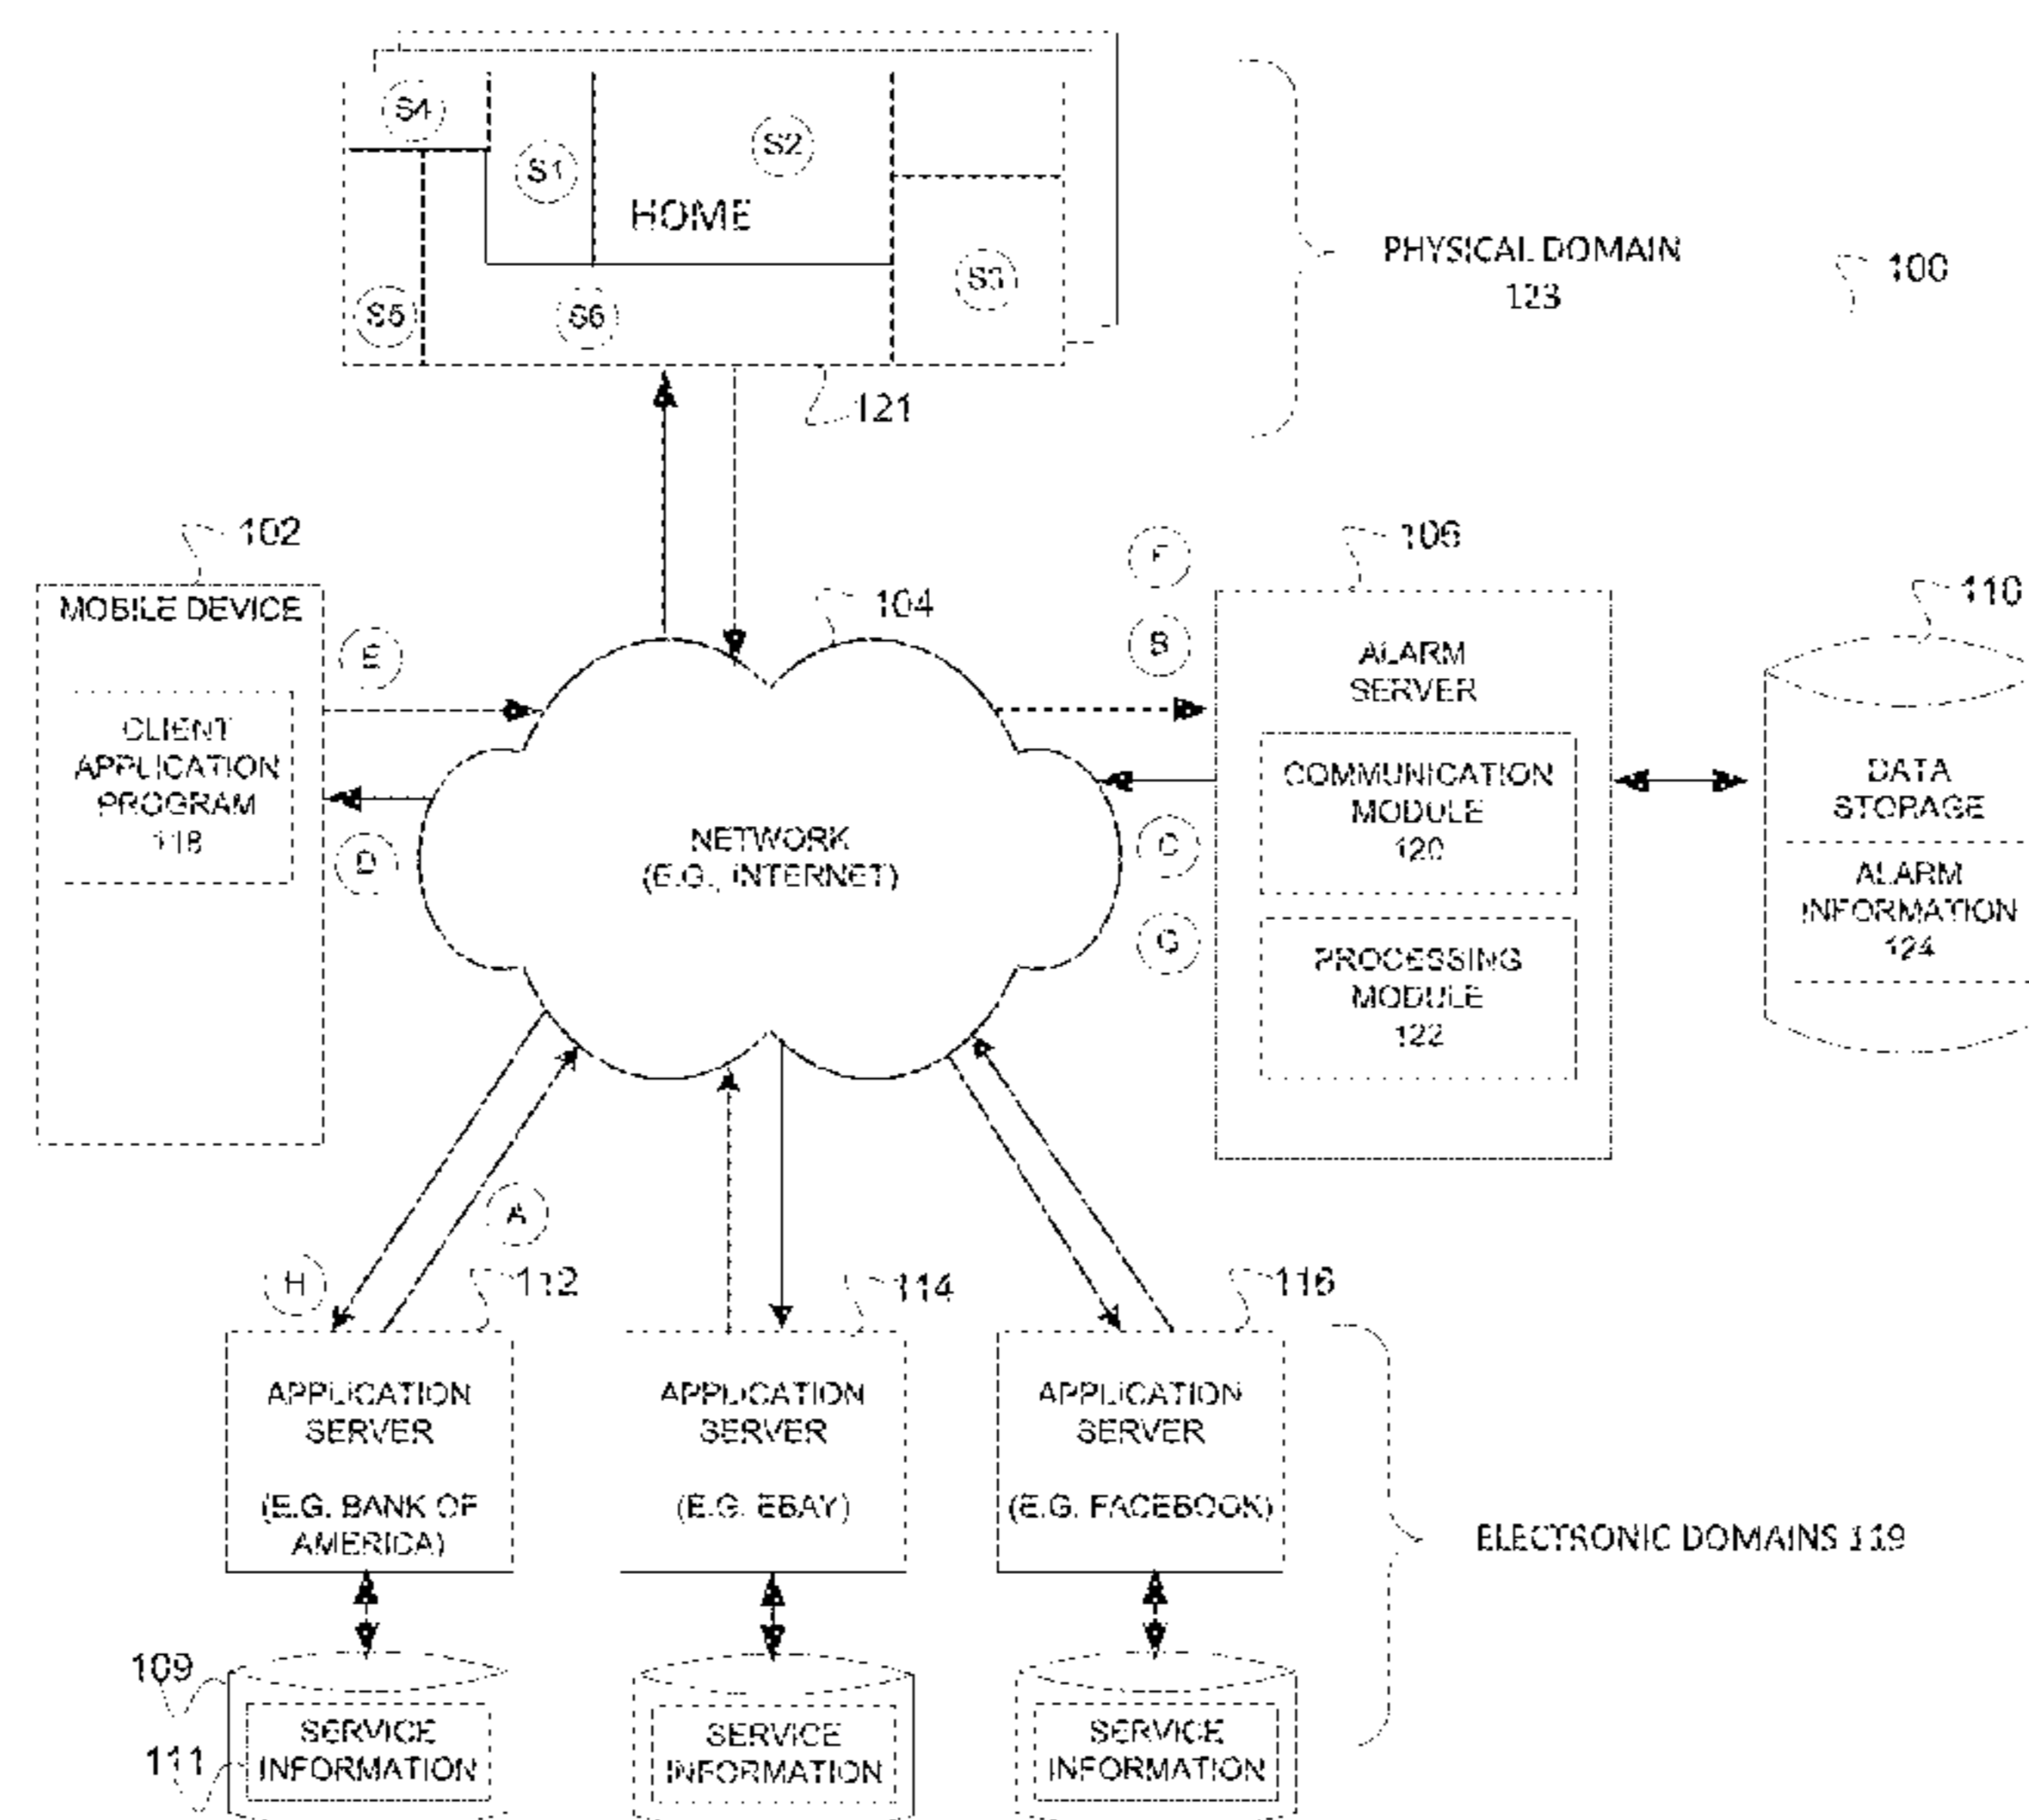 S4
S1
S2
HOME
S3
S5
S6
PHYSICAL DOMAIN
123
100
121
102
104
106
110
MOBILE DEVICE
CLIENT
APPLICATION
PROGRAM
118
E
D
F
B
C
G
NETWORK
(E.G., INTERNET)
ALARM
SERVER
COMMUNICATION
MODULE
120
PROCESSING
MODULE
122
DATA
STORAGE
ALARM
INFORMATION
124
A
H
112
114
116
APPLICATION
SERVER
(E.G. BANK OF
AMERICA)
APPLICATION
SERVER
(E.G. EBAY)
APPLICATION
SERVER
(E.G. FACEBOOK)
ELECTRONIC DOMAINS 119
109
111
SERVICE
INFORMATION
SERVICE
INFORMATION
SERVICE
INFORMATION